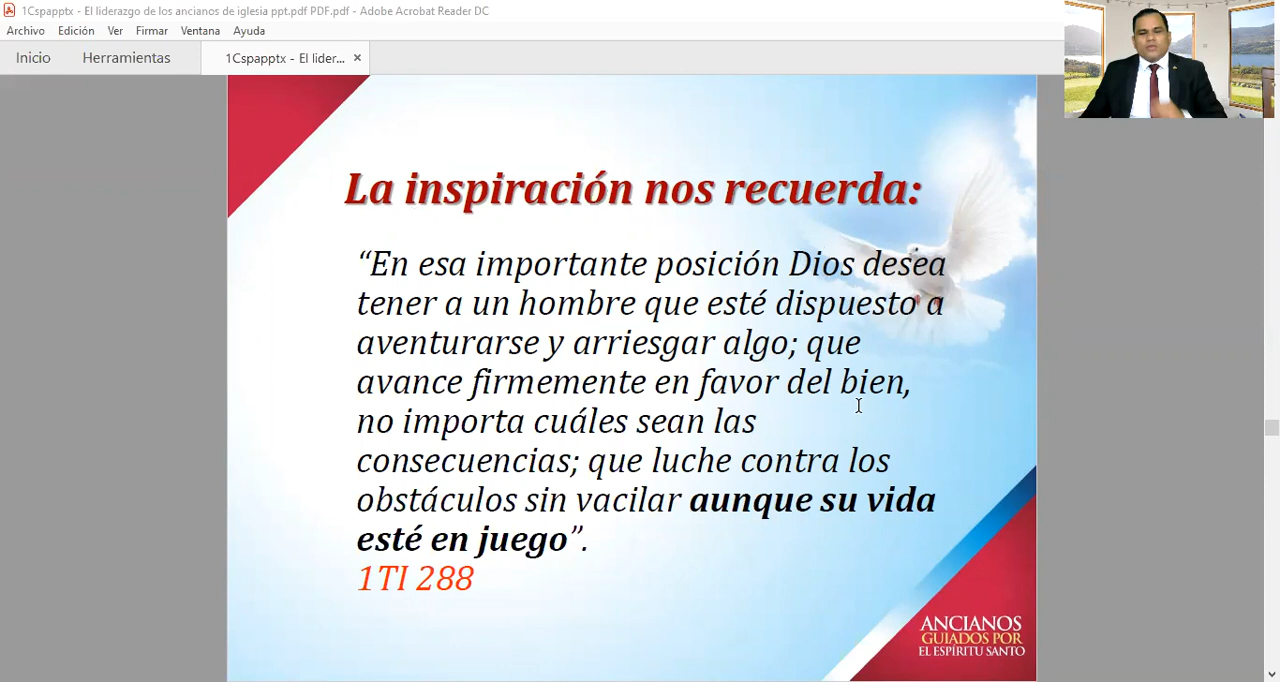 1Cspapptx - El liderazgo de los ancianos de iglesia ppt.pdf PDF.pdf - Adobe Acrobat Reader DC
Archivo Edición Ver Firmar Ventana Ayuda
Inicio Herramientas 1Cspapptx - El lider... ×
La inspiración nos recuerda:
“En esa importante posición Dios desea
tener a un hombre que esté dispuesto a
aventurarse y arriesgar algo; que
avance firmemente en favor del bien,
no importa cuáles sean las
consecuencias; que luche contra los
obstáculos sin vacilar aunque su vida
esté en juego”.
1TI 288
ANCIANOS
GUIADOS POR
EL ESPÍRITU SANTO